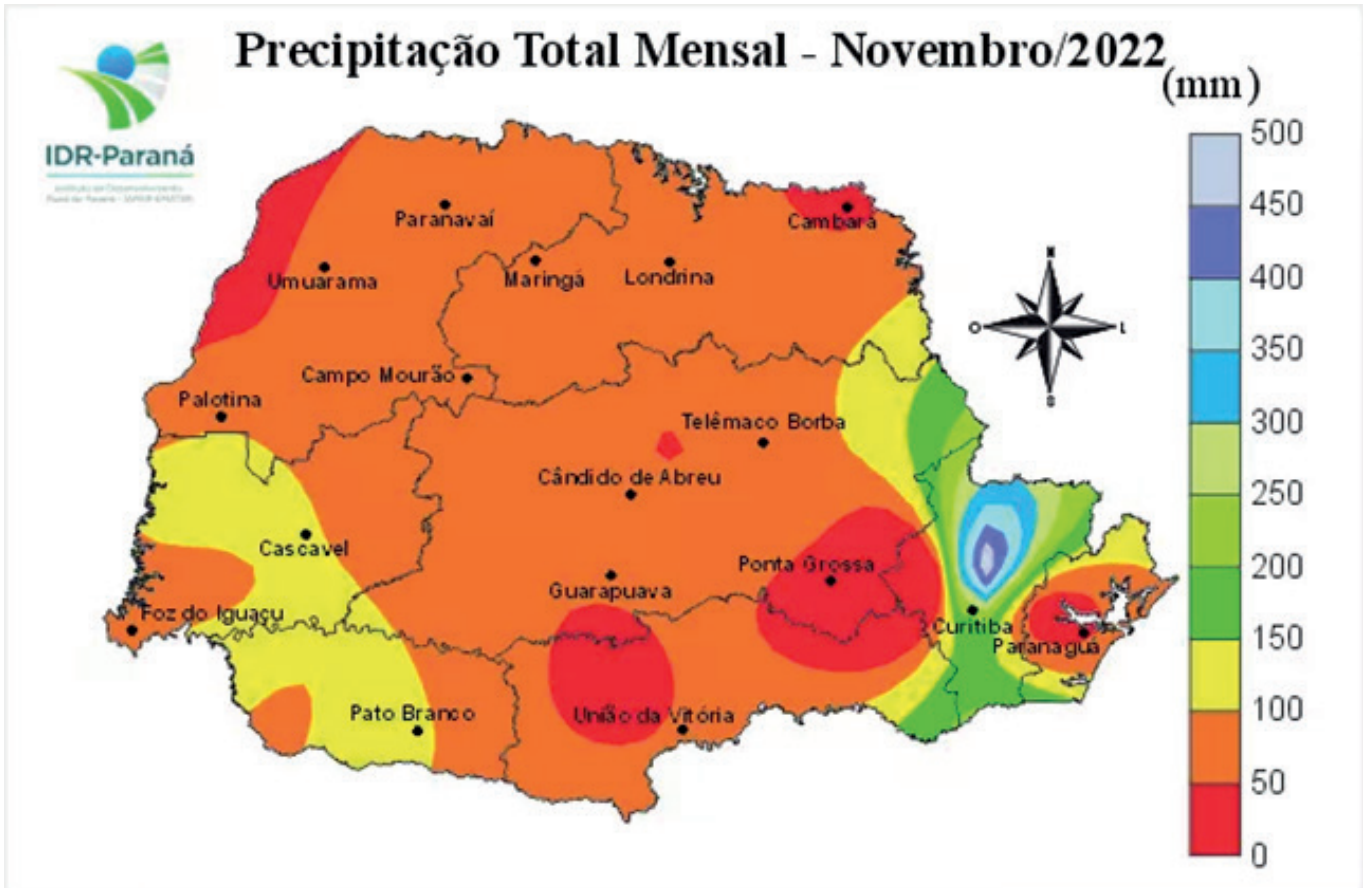 Precipitação Total Mensal - Novembro/2022
(mm)
IDR-Paraná
500
450
400
350
300
250
200
150
100
50
0
N
O
L
S
Paranavaí
Cambará
Umuarama
Maringá
Londrina
Campo Mourão
Palotina
Telêmaco Borba
Cândido de Abreu
Cascavel
Ponta Grossa
Guarapuava
Foz do Iguaçu
Curitiba
Paranaguá
Pato Branco
União da Vitória